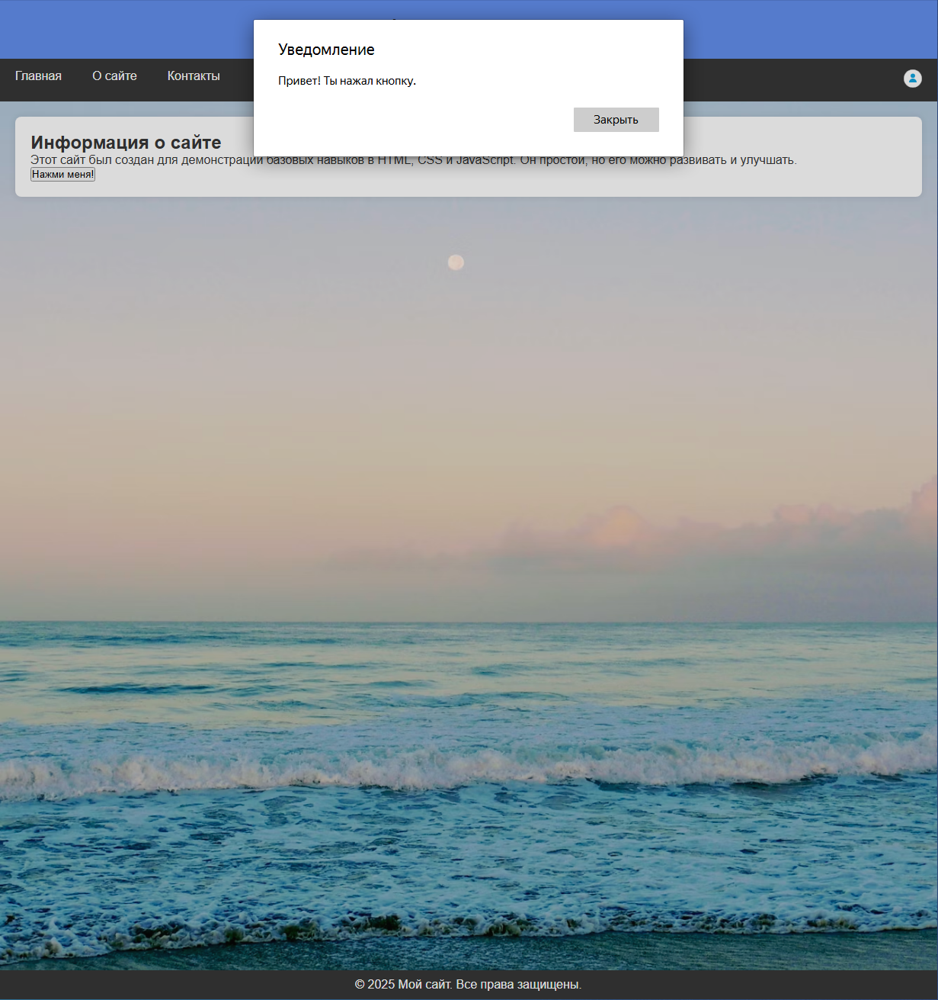 Уведомление
Привет! Ты нажал кнопку.
Закрыть
Главная О сайте Контакты
Информация о сайте
Этот сайт был создан для демонстрации базовых навыков в HTML, CSS и JavaScript. Он простой, но его можно развивать и улучшать.
Нажми меня!
© 2025 Мой сайт. Все права защищены.